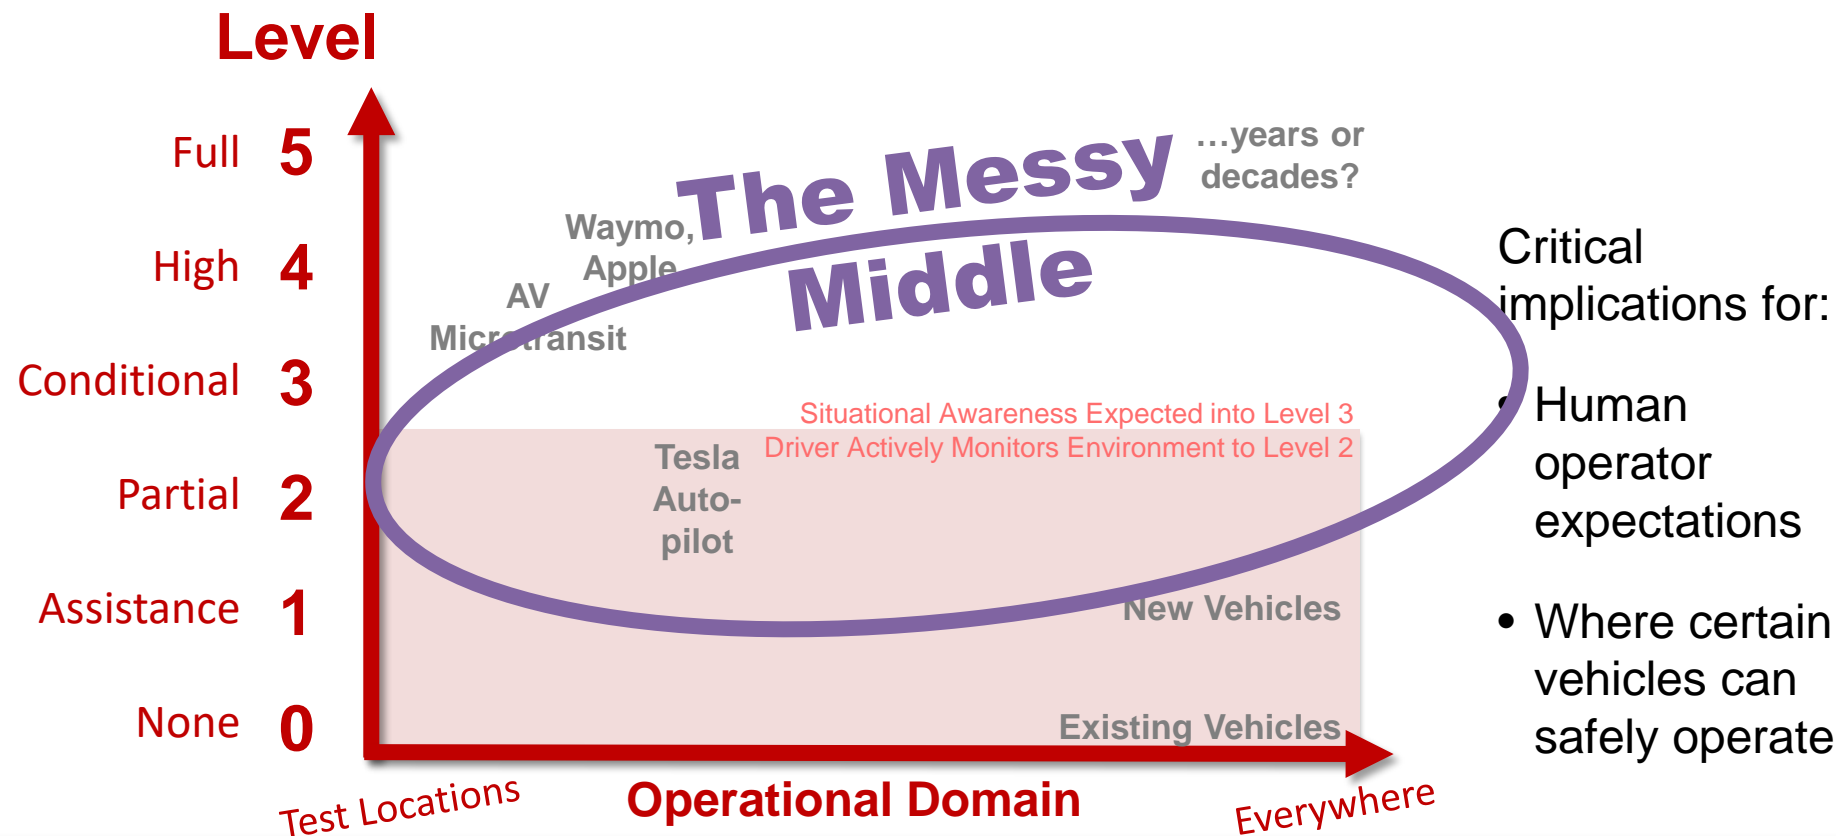 Level
Full 5
High 4
Conditional 3
Partial 2
Assistance 1
None 0
The Messy
Middle
…years or
decades?
Waymo,
Apple
AV
Microtransit
Situational Awareness Expected into Level 3
Driver Actively Monitors Environment to Level 2
Tesla
Auto-
pilot
New Vehicles
Existing Vehicles
Test Locations
Operational Domain
Everywhere
Critical
implications for:
• Human
operator
expectations
• Where certain
vehicles can
safely operate